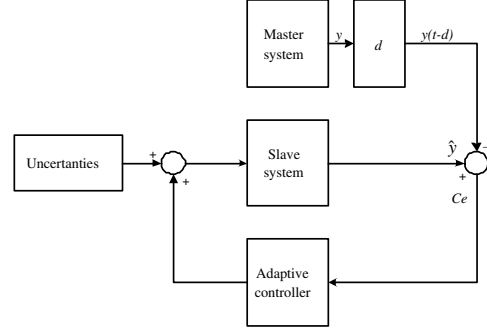 Master
system
y
d
y(t-d)
Uncertanties
+
+
Slave
system
ŷ
−
+
Ce
Adaptive
controller